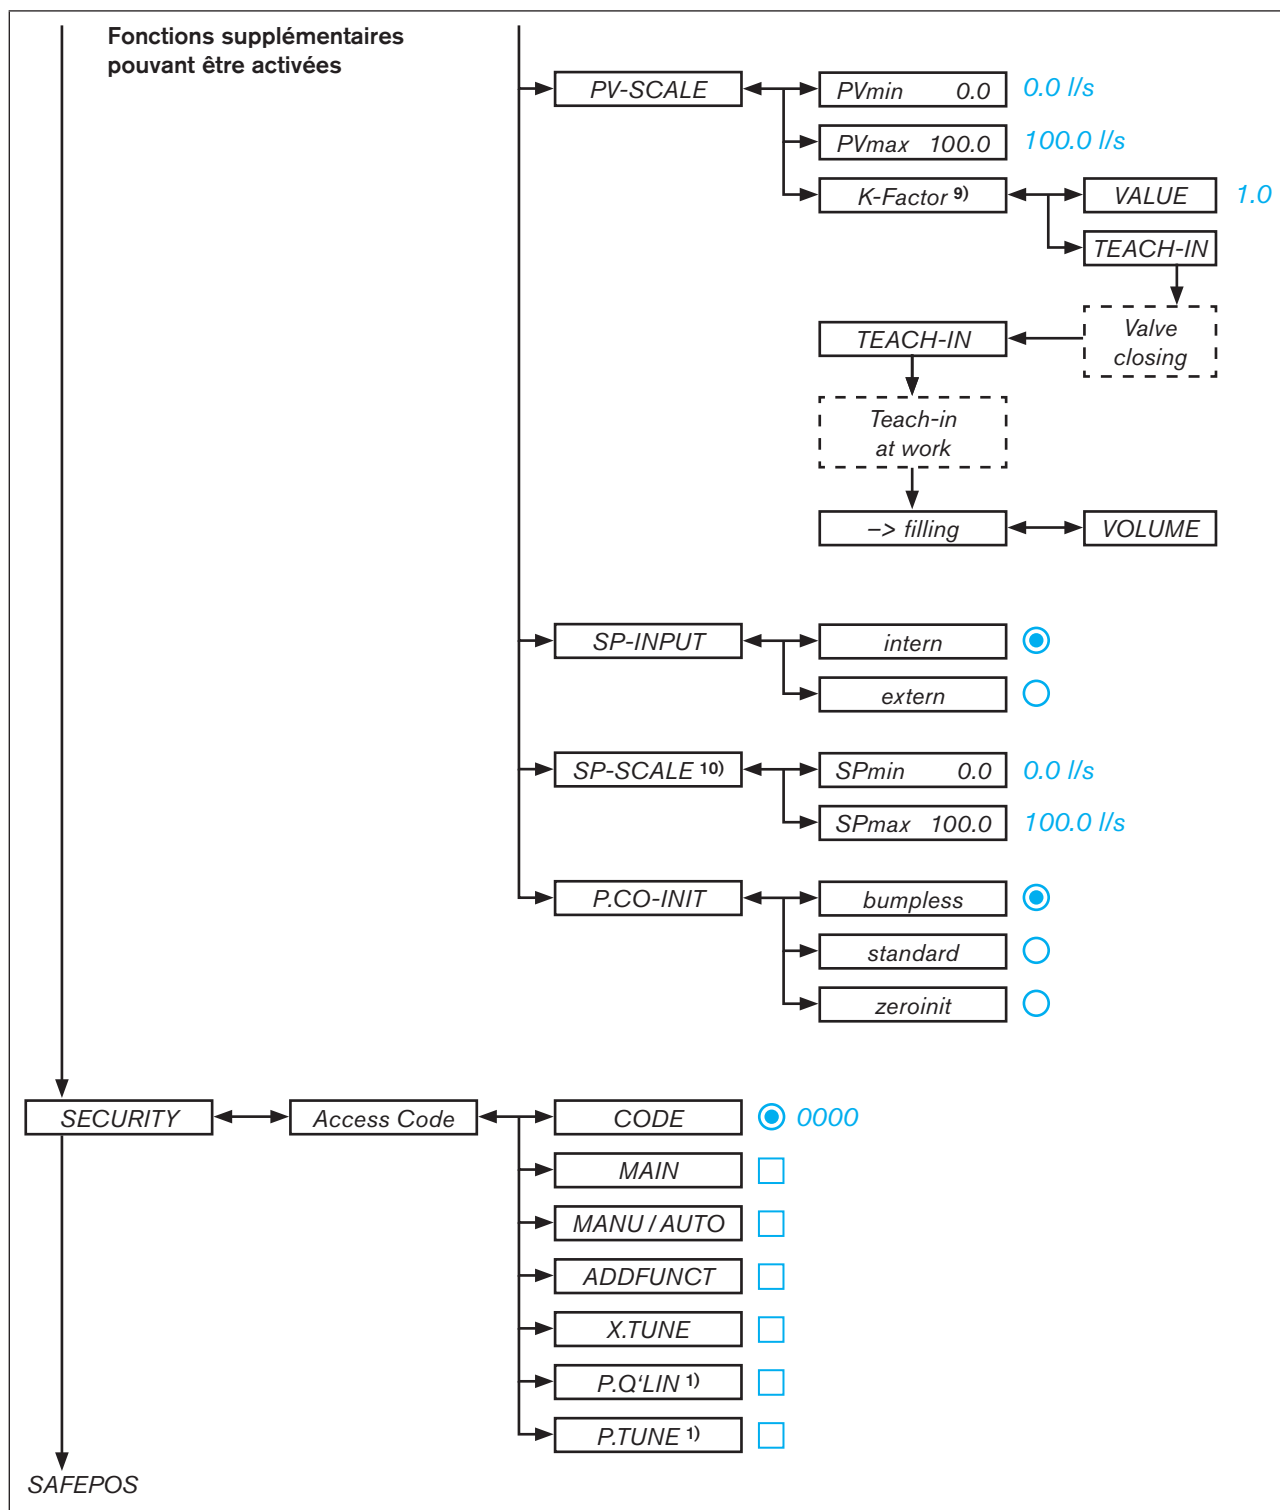 Fonctions supplémentaires
pouvant être activées
PV-SCALE
PVmin 0.0
0.0 l/s
PVmax 100.0
100.0 l/s
K-Factor 9)
VALUE
1.0
TEACH-IN
Valve
closing
TEACH-IN
Teach-in
at work
–> filling
VOLUME
SP-INPUT
intern
extern
SP-SCALE 10)
SPmin 0.0
0.0 l/s
SPmax 100.0
100.0 l/s
P.CO-INIT
bumpless
standard
zeroinit
SECURITY
Access Code
CODE
0000
MAIN
MANU / AUTO
ADDFUNCT
X.TUNE
P.Q‘LIN 1)
P.TUNE 1)
SAFEPOS